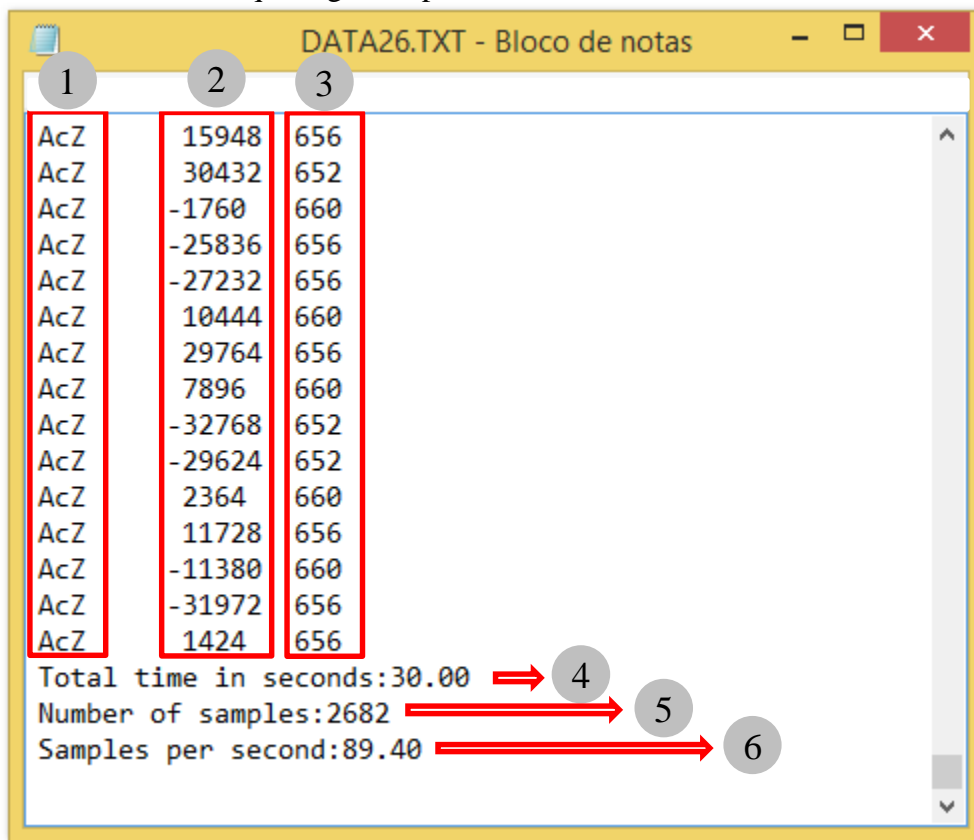 DATA26.TXT - Bloco de notas
1 2 3
AcZ 15948 656
AcZ 30432 652
AcZ -1760 660
AcZ -25836 656
AcZ -27232 656
AcZ 10444 660
AcZ 29764 656
AcZ 7896 660
AcZ -32768 652
AcZ -29624 652
AcZ 2364 660
AcZ 11728 656
AcZ -11380 660
AcZ -31972 656
AcZ 1424 656
Total time in seconds:30.00 4
Number of samples:2682 5
Samples per second:89.40 6